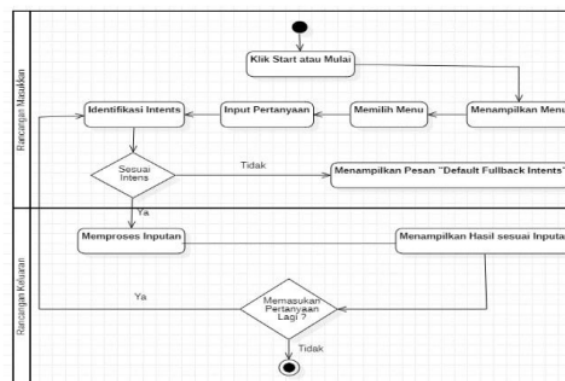 Rancangan Masukkan
Klik Start atau Mulai
Identifikasi Intents
Input Pertanyaan
Memilih Menu
Menampilkan Menu
Sesuai
Intens
Tidak
Menampilkan Pesan "Default Fullback Intents"
Ya
Rancangan Keluaran
Memproses Inputan
Menampilkan Hasil sesuai Inputa
Ya
Memasukan
Pertanyaan
Lagi ?
Tidak